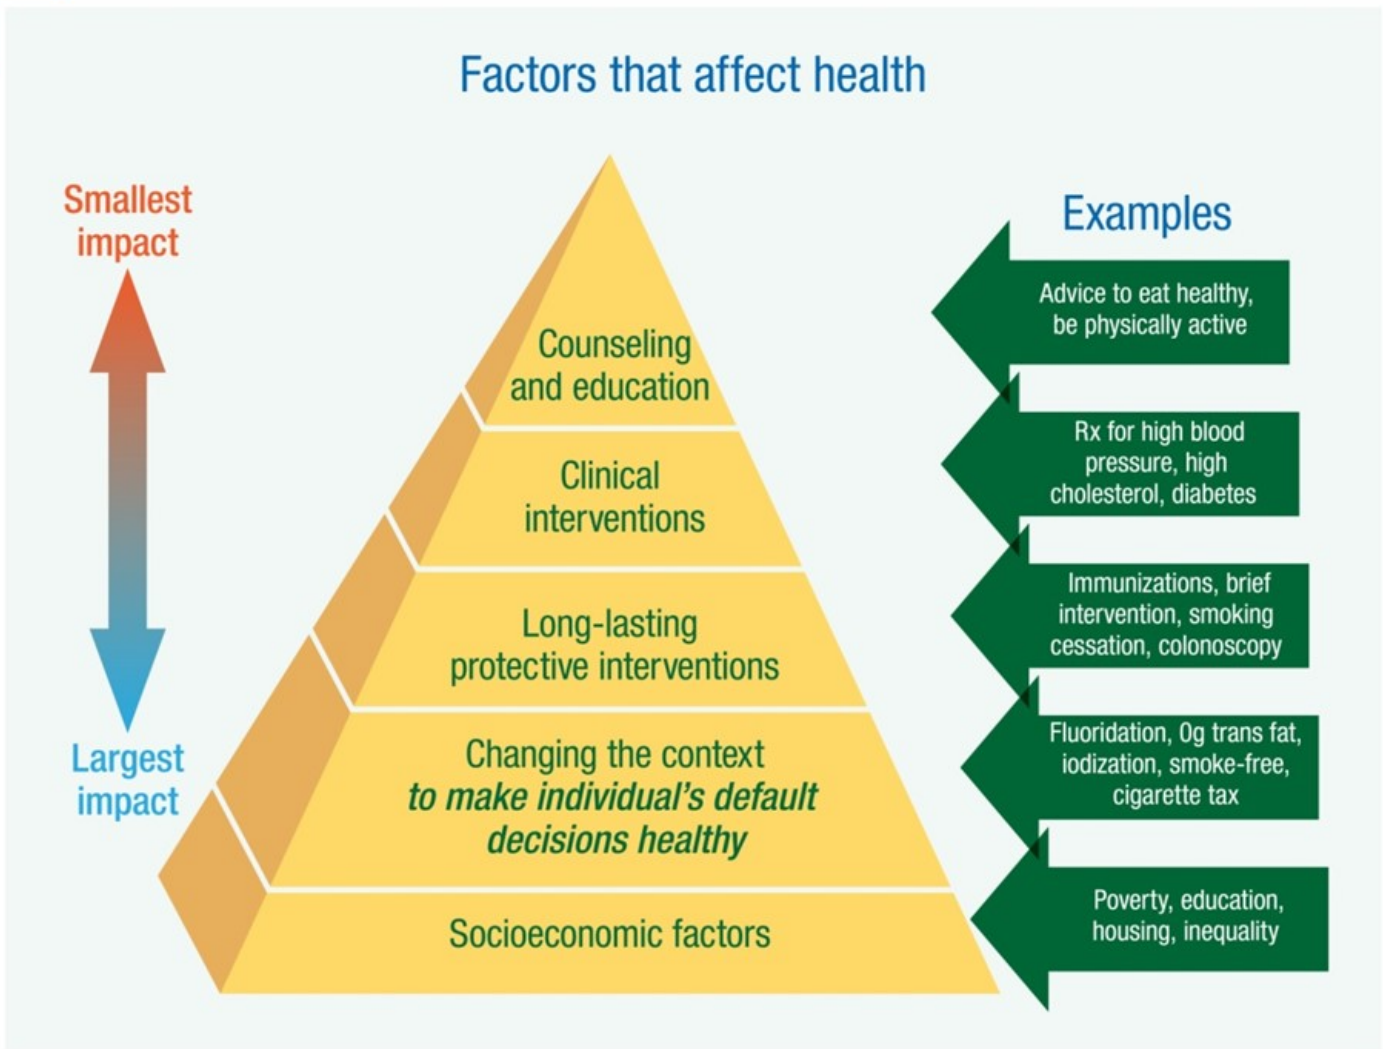 Factors that affect health
Smallest
impact
Largest
impact
Counseling
and education
Clinical
interventions
Long-lasting
protective interventions
Changing the context
to make individual's default
decisions healthy
Socioeconomic factors
Examples
Advice to eat healthy,
be physically active
Rx for high blood
pressure, high
cholesterol, diabetes
Immunizations, brief
intervention, smoking
cessation, colonoscopy
Fluoridation, 0g trans fat,
iodization, smoke-free,
cigarette tax
Poverty, education,
housing, inequality